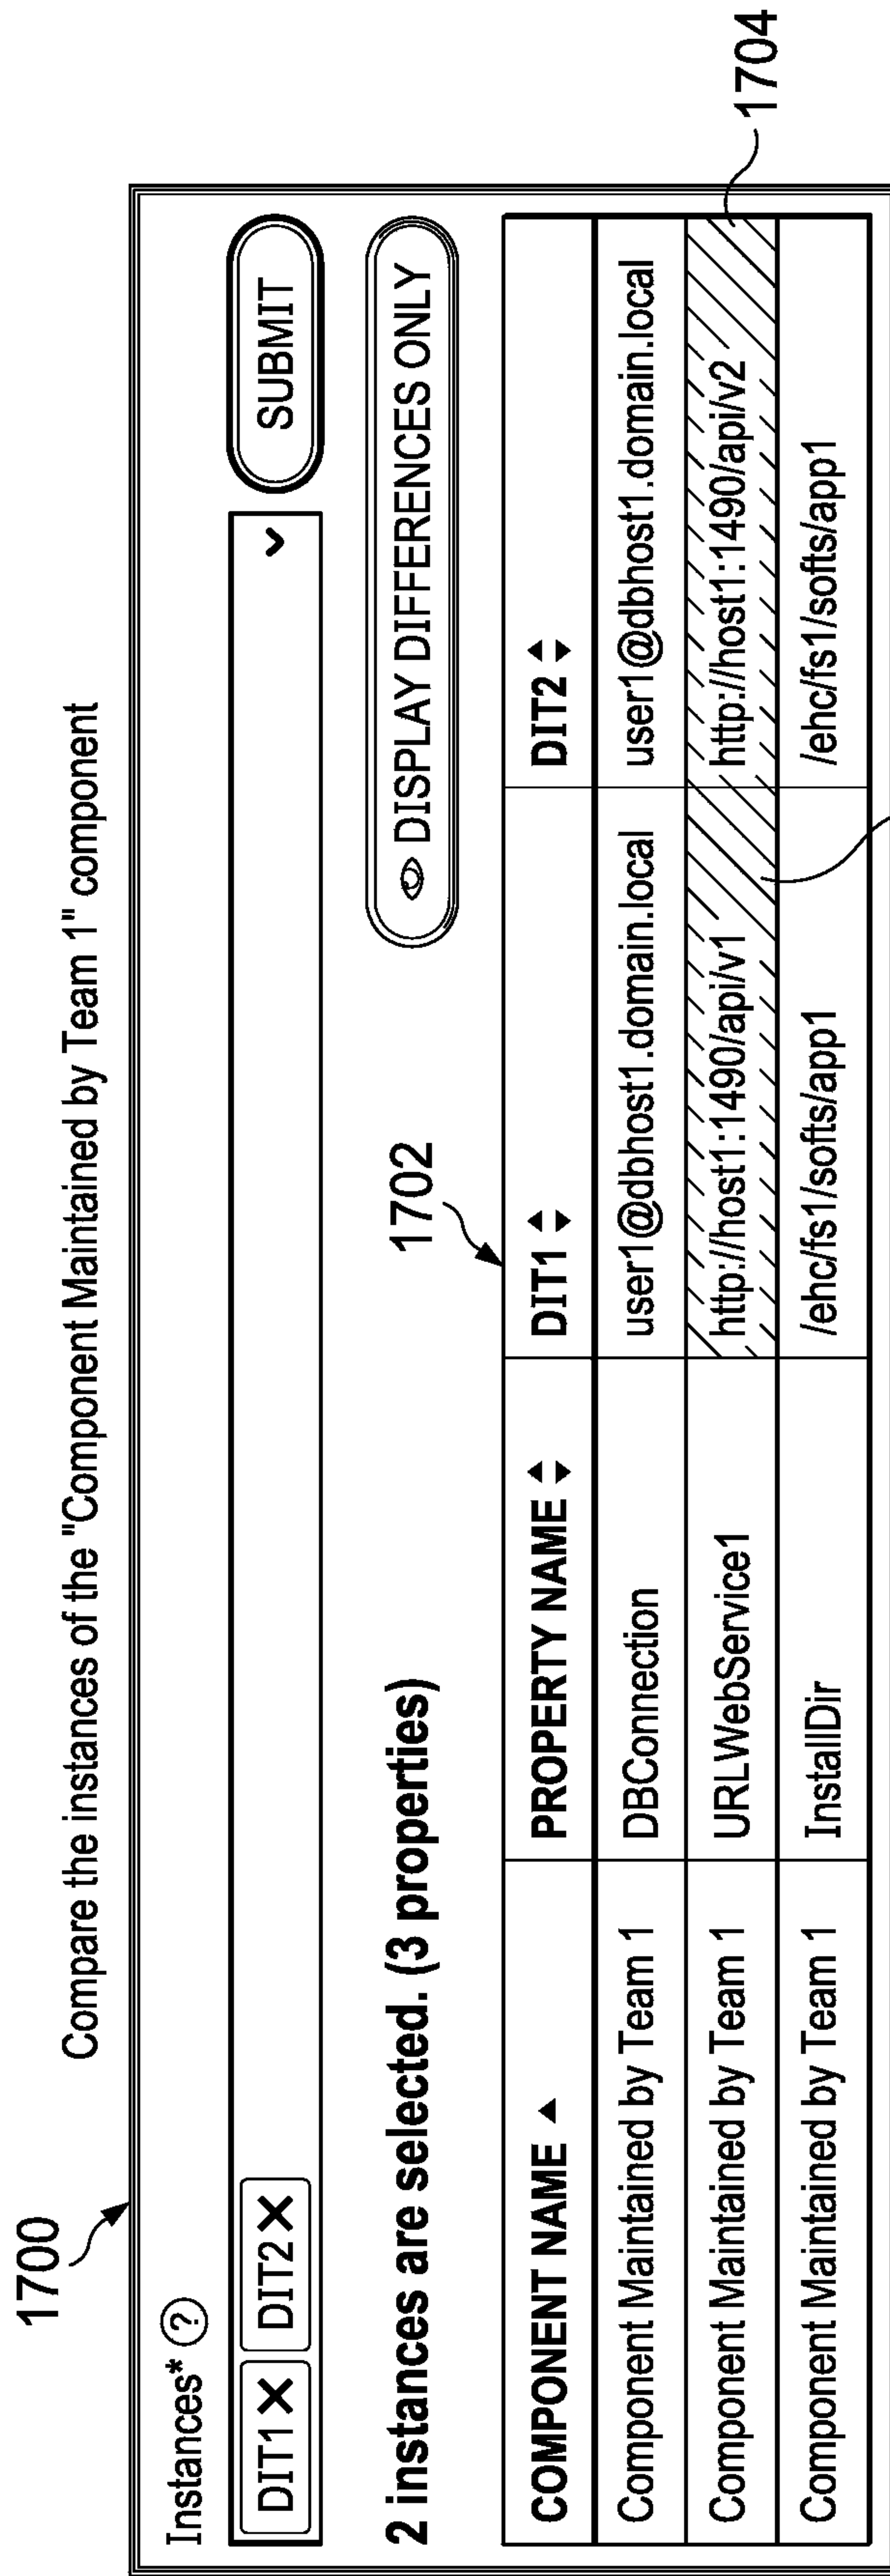 1700
Compare the instances of the "Component Maintained by Team 1" component
Instances* ?
DIT1 X DIT2 X SUBMIT
1702
2 instances are selected. (3 properties) DISPLAY DIFFERENCES ONLY
COMPONENT NAME PROPERTY NAME DIT1 DIT2
Component Maintained by Team 1 DBConnection user1@dbhost1.domain.local user1@dbhost1.domain.local
Component Maintained by Team 1 URLWebService1 http://host1:1490/api/v1 http://host1:1490/api/v2
Component Maintained by Team 1 InstallDir /ehc/fs1/softs/app1 /ehc/fs1/softs/app1
1704